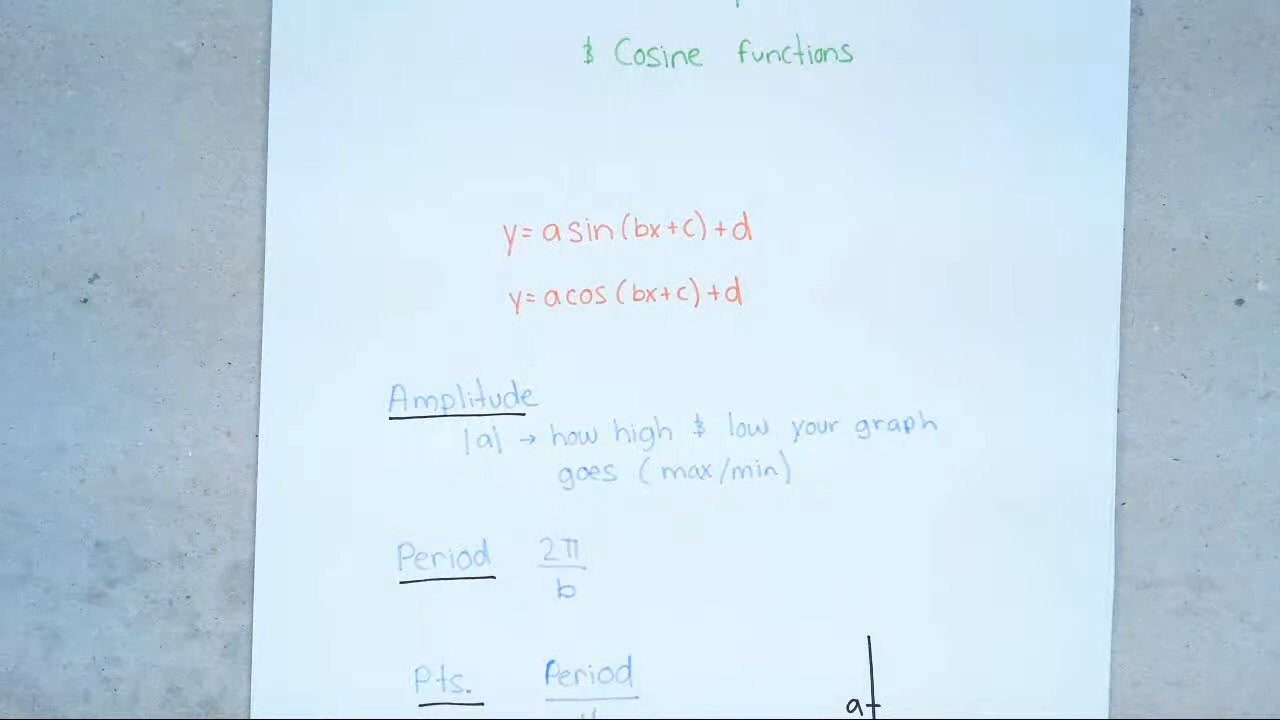 & Cosine functions
y = a sin (bx + c) + d
y = a cos (bx + c) + d
Amplitude
|a| → how high & low your graph
goes (max/min)
Period 2π/b
Pts. Period
a